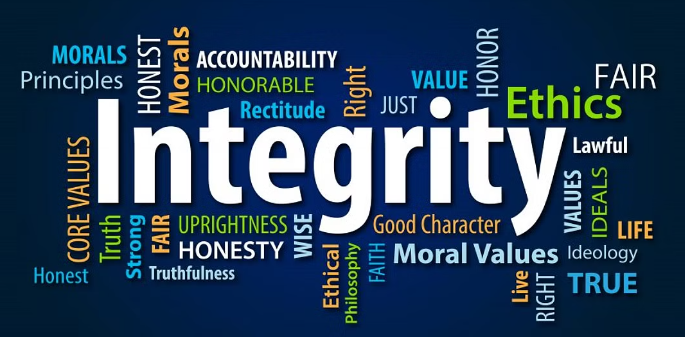 MORALS
Principles
HONEST
Morals
ACCOUNTABILITY
HONORABLE
Rectitude
Right
JUST
VALUE
HONOR
Ethics
FAIR
Integrity
Lawful
CORE VALUES
Truth
Strong
FAIR
UPRIGHTNESS
HONESTY
WISE
Good Character
VALUES
IDEALS
LIFE
Honest
Truthfulness
Ethical
Philosophy
FAITH
Moral Values
Ideology
Live
RIGHT
TRUE